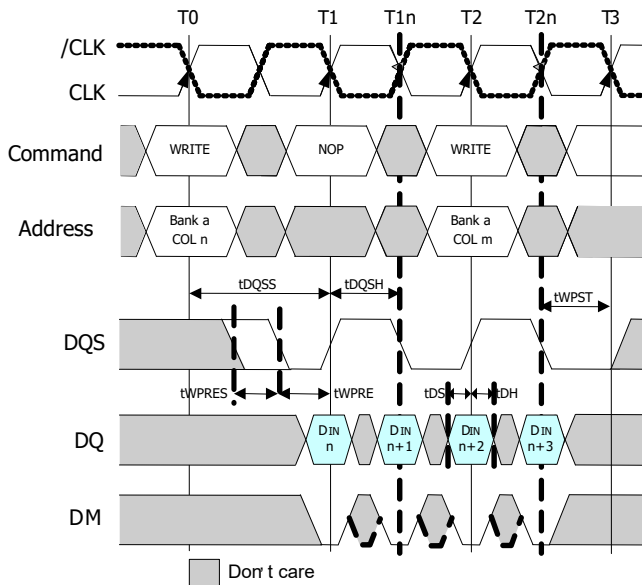 T0 T1 T1n T2 T2n T3
/CLK
CLK
Command WRITE NOP WRITE
Address Bank a COL n Bank a COL m
tDQSS tDQSH tWPST
DQS
tWPRES tWPRE tDS tDH
DQ DIN n DIN n+1 DIN n+2 DIN n+3
DM
Don't care